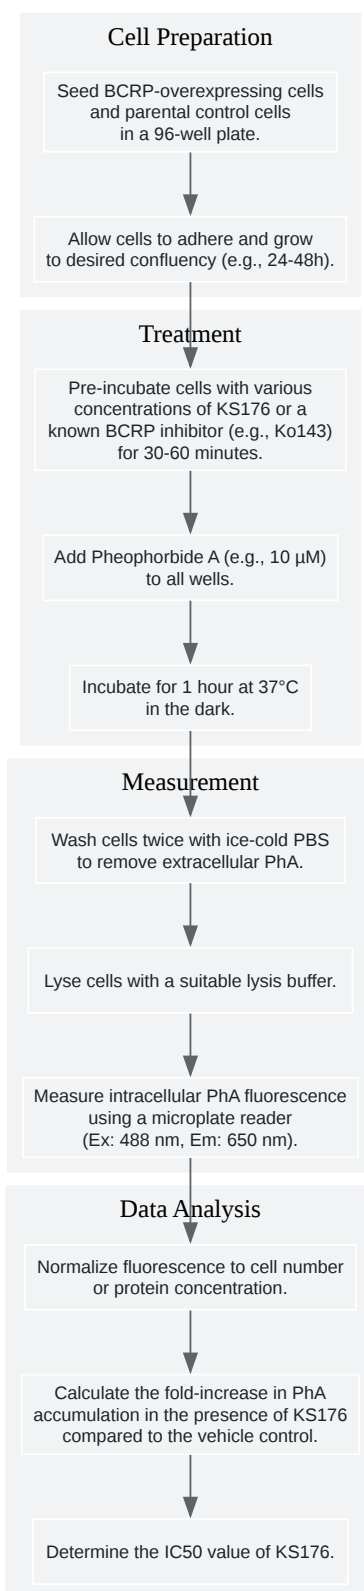 Cell Preparation
Seed BCRP-overexpressing cells
and parental control cells
in a 96-well plate.
Allow cells to adhere and grow
to desired confluency (e.g., 24-48h).
Treatment
Pre-incubate cells with various
concentrations of KS176 or a
known BCRP inhibitor (e.g., Ko143)
for 30-60 minutes.
Add Pheophorbide A (e.g., 10 µM)
to all wells.
Incubate for 1 hour at 37°C
in the dark.
Measurement
Wash cells twice with ice-cold PBS
to remove extracellular PhA.
Lyse cells with a suitable lysis buffer.
Measure intracellular PhA fluorescence
using a microplate reader
(Ex: 488 nm, Em: 650 nm).
Data Analysis
Normalize fluorescence to cell number
or protein concentration.
Calculate the fold-increase in PhA
accumulation in the presence of KS176
compared to the vehicle control.
Determine the IC50 value of KS176.